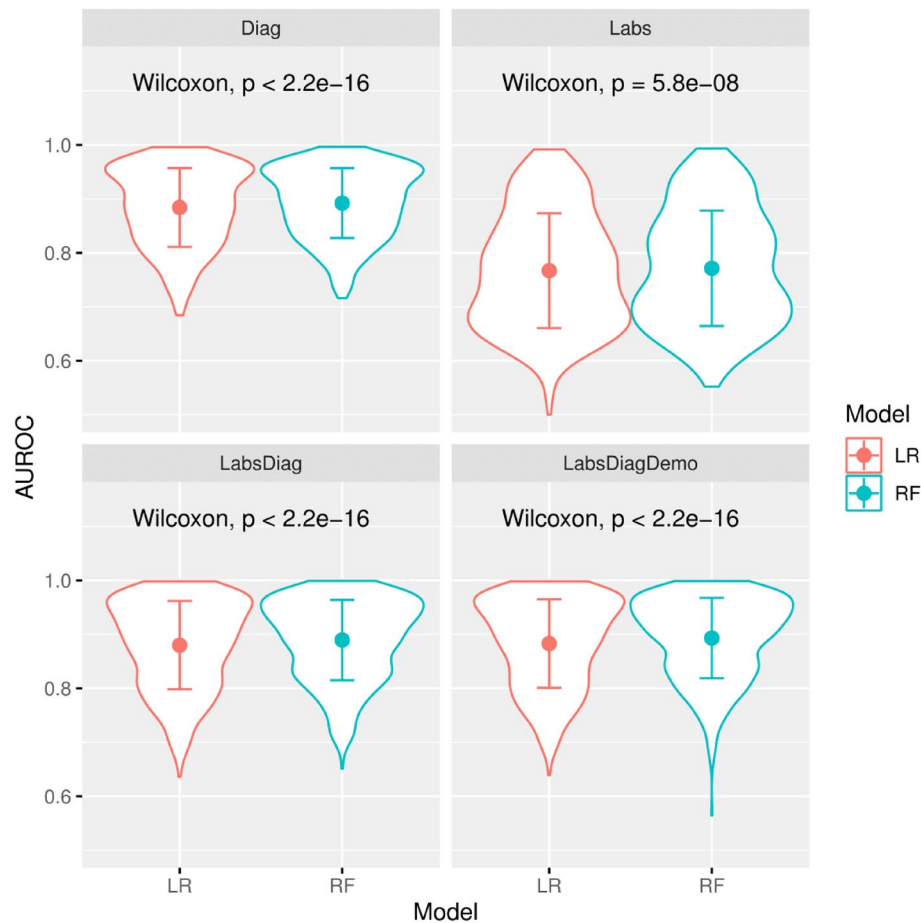 Diag
Labs
Wilcoxon, p < 2.2e−16
Wilcoxon, p = 5.8e−08
1.0
0.8
0.6
AUROC
LabsDiag
LabsDiagDemo
Wilcoxon, p < 2.2e−16
Wilcoxon, p < 2.2e−16
1.0
0.8
0.6
LR
RF
LR
RF
Model
Model
LR
RF